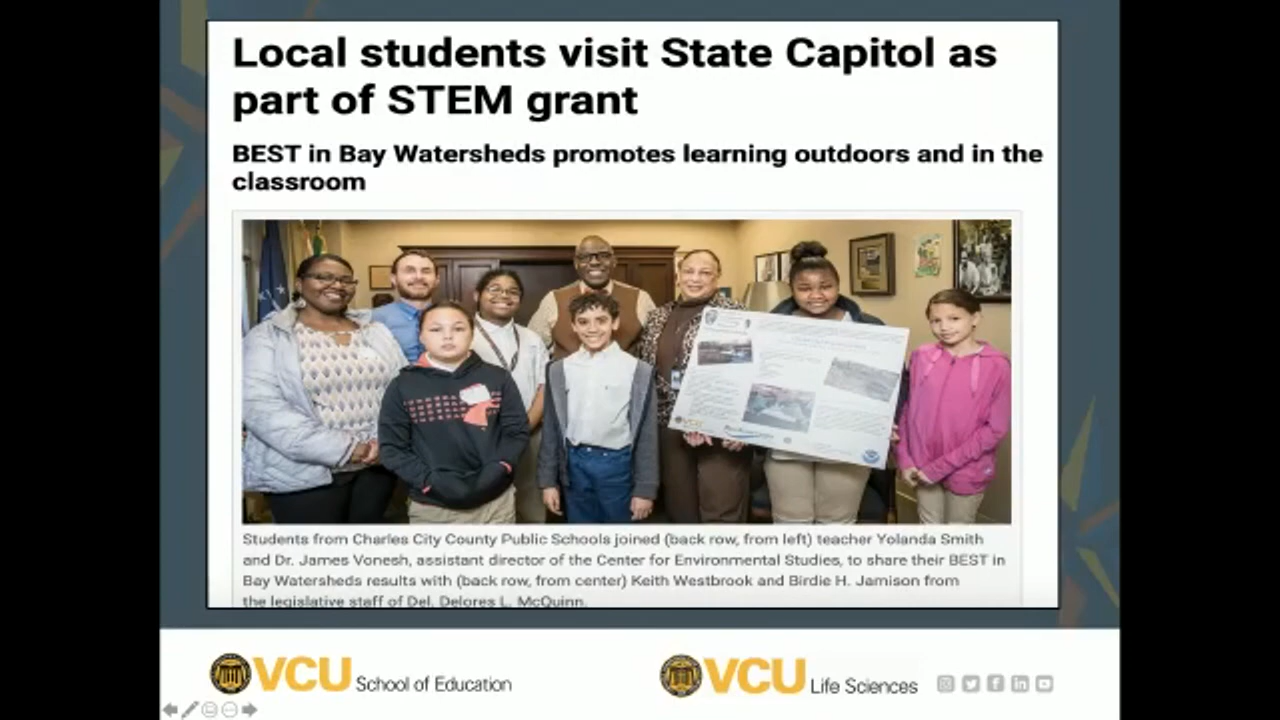 Local students visit State Capitol as
part of STEM grant
BEST in Bay Watersheds promotes learning outdoors and in the
classroom
Students from Charles City County Public Schools joined (back row, from left) teacher Yolanda Smith
and Dr. James Vonesh, assistant director of the Center for Environmental Studies, to share their BEST in
Bay Watersheds results with (back row, from center) Keith Westbrook and Birdie H. Jamison from
the legislative staff of Del. Delores L. McQuinn.
VCU School of Education
VCU Life Sciences